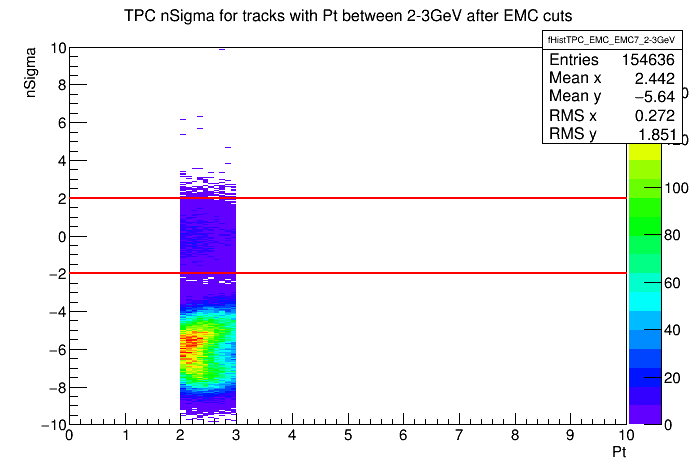 TPC nSigma for tracks with Pt between 2-3GeV after EMC cuts
fHistTPC_EMC_EMC7_2-3GeV
Entries 154636
Mean x 2.442
Mean y −5.64
RMS x 0.272
RMS y 1.851
nSigma
10
8
6
4
2
0
−2
−4
−6
−8
−10
0 1 2 3 4 5 6 7 8 9 10
Pt
100
80
60
40
20
0